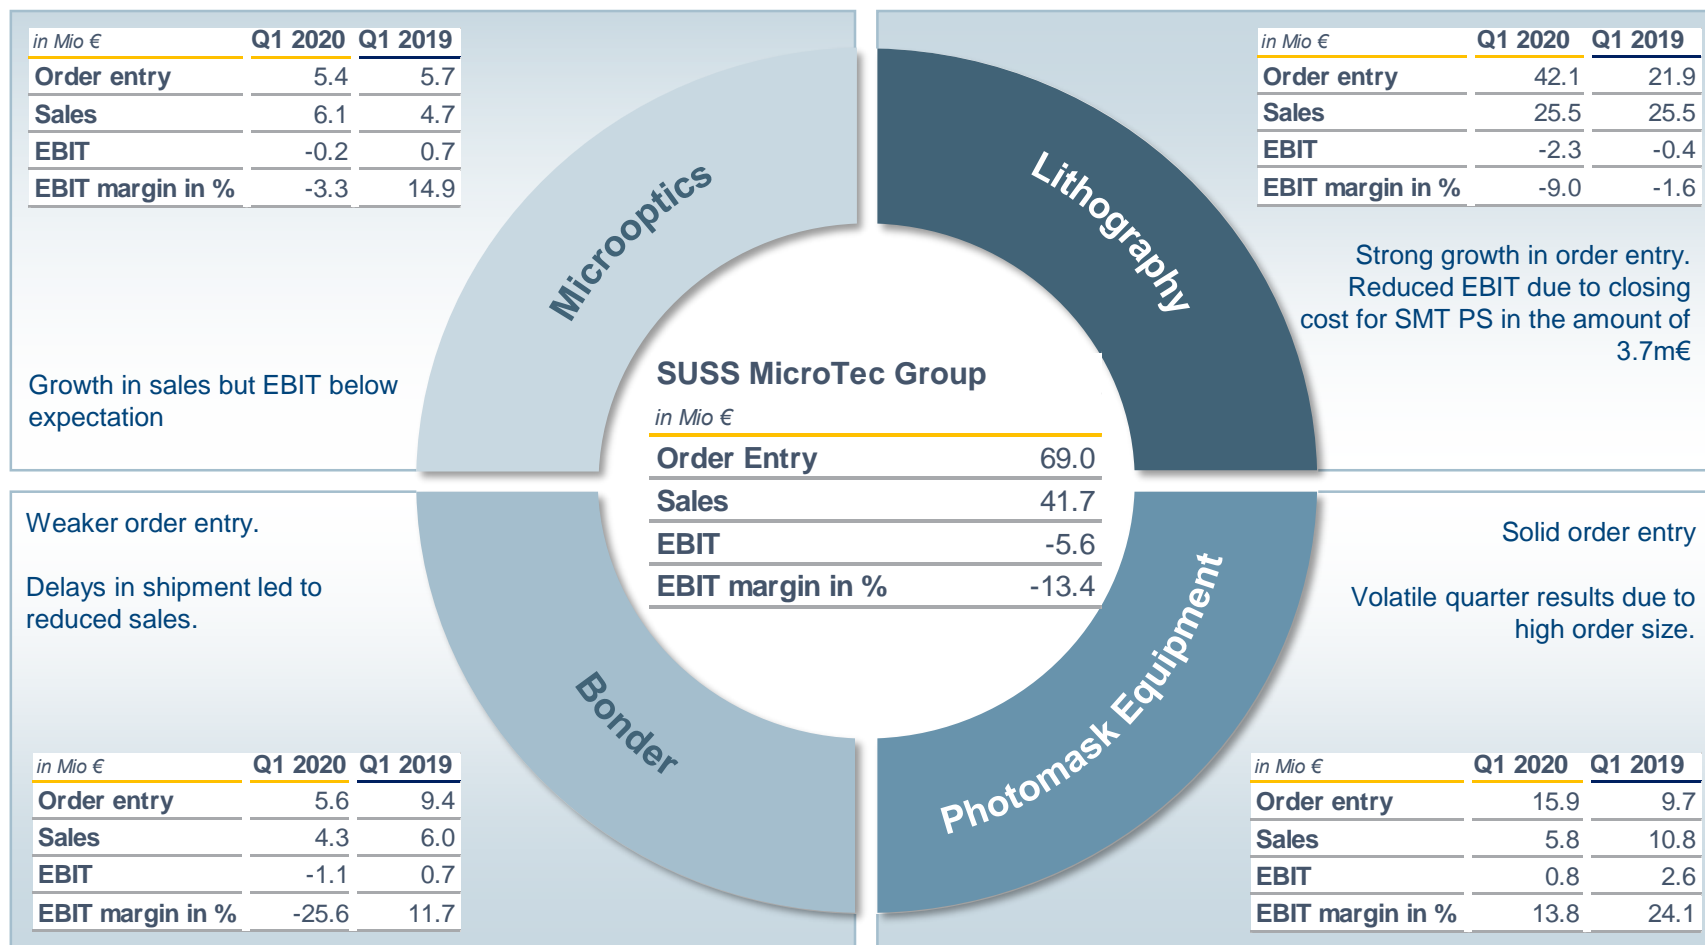 in Mio € Q1 2020 Q1 2019
Order entry 5.4 5.7
Sales 6.1 4.7
EBIT -0.2 0.7
EBIT margin in % -3.3 14.9
Growth in sales but EBIT below
expectation
Microoptics
in Mio € Q1 2020 Q1 2019
Order entry 42.1 21.9
Sales 25.5 25.5
EBIT -2.3 -0.4
EBIT margin in % -9.0 -1.6
Strong growth in order entry.
Reduced EBIT due to closing
cost for SMT PS in the amount of
3.7m€
Lithography
SUSS MicroTec Group
in Mio €
Order Entry 69.0
Sales 41.7
EBIT -5.6
EBIT margin in % -13.4
Weaker order entry.
Delays in shipment led to
reduced sales.
Bonder
in Mio € Q1 2020 Q1 2019
Order entry 5.6 9.4
Sales 4.3 6.0
EBIT -1.1 0.7
EBIT margin in % -25.6 11.7
Solid order entry
Volatile quarter results due to
high order size.
Photomask Equipment
in Mio € Q1 2020 Q1 2019
Order entry 15.9 9.7
Sales 5.8 10.8
EBIT 0.8 2.6
EBIT margin in % 13.8 24.1